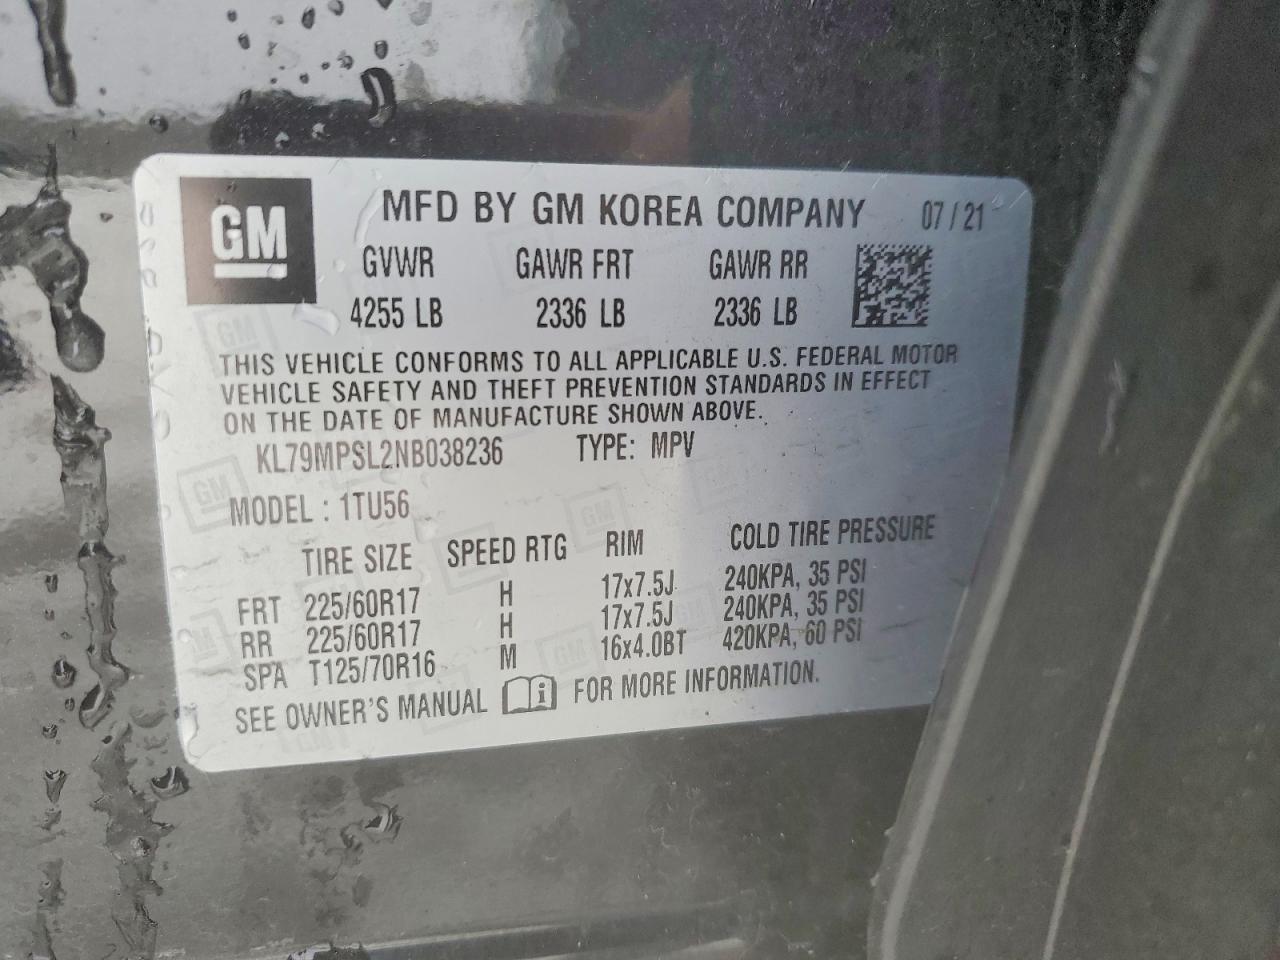 GM
MFD BY GM KOREA COMPANY 07/21
GVWR GAWR FRT GAWR RR
4255 LB 2336 LB 2336 LB
THIS VEHICLE CONFORMS TO ALL APPLICABLE U.S. FEDERAL MOTOR
VEHICLE SAFETY AND THEFT PREVENTION STANDARDS IN EFFECT
ON THE DATE OF MANUFACTURE SHOWN ABOVE.
KL79MPSL2NB038236 TYPE: MPV
MODEL : 1TU56
TIRE SIZE SPEED RTG RIM COLD TIRE PRESSURE
FRT 225/60R17 H 17x7.5J 240KPA, 35 PSI
RR 225/60R17 H 17x7.5J 240KPA, 35 PSI
SPA T125/70R16 M 16x4.0BT 420KPA, 60 PSI
SEE OWNER'S MANUAL i FOR MORE INFORMATION.